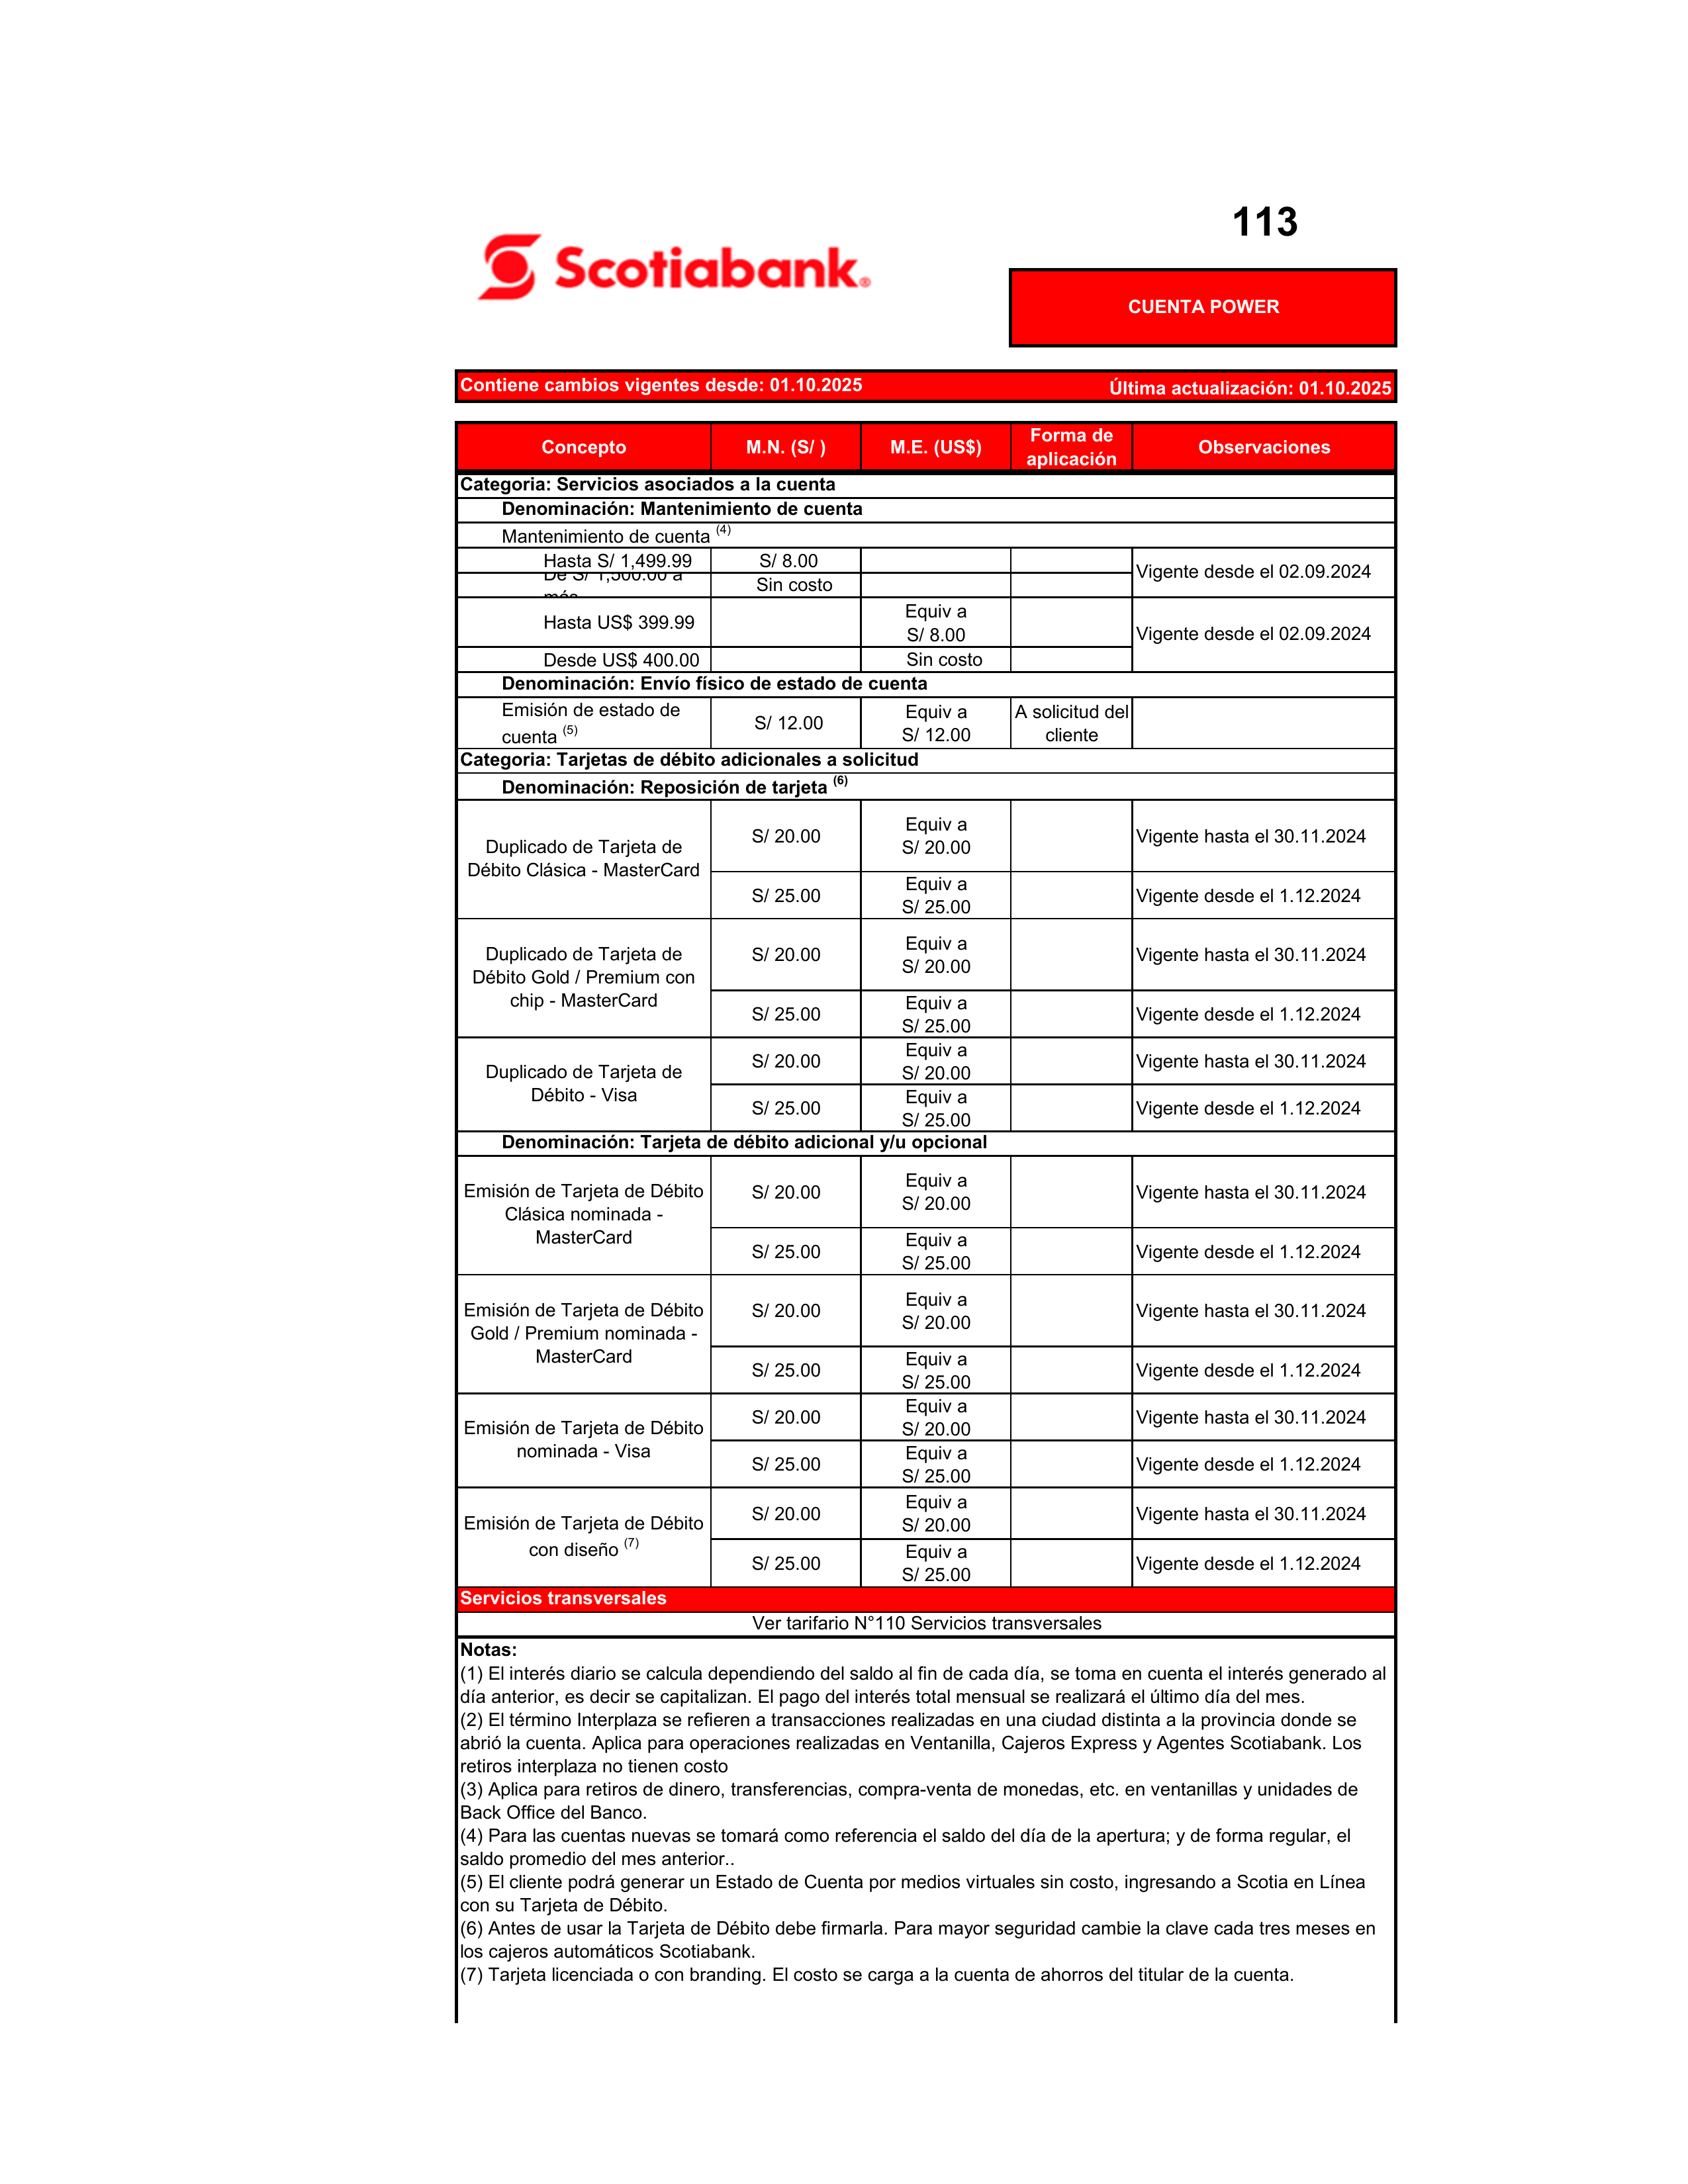 113
Scotiabank®
CUENTA POWER
Contiene cambios vigentes desde: 01.10.2025 Última actualización: 01.10.2025
Concepto M.N. (S/ ) M.E. (US$) Forma de aplicación Observaciones
Categoria: Servicios asociados a la cuenta
Denominación: Mantenimiento de cuenta
Mantenimiento de cuenta (4)
Hasta S/ 1,499.99 S/ 8.00 Vigente desde el 02.09.2024
De S/ 1,500.00 a más Sin costo
Hasta US$ 399.99 Equiv a S/ 8.00 Vigente desde el 02.09.2024
Desde US$ 400.00 Sin costo
Denominación: Envío físico de estado de cuenta
Emisión de estado de cuenta (5) S/ 12.00 Equiv a S/ 12.00 A solicitud del cliente
Categoria: Tarjetas de débito adicionales a solicitud
Denominación: Reposición de tarjeta (6)
Duplicado de Tarjeta de Débito Clásica - MasterCard S/ 20.00 Equiv a S/ 20.00 Vigente hasta el 30.11.2024
S/ 25.00 Equiv a S/ 25.00 Vigente desde el 1.12.2024
Duplicado de Tarjeta de Débito Gold / Premium con chip - MasterCard S/ 20.00 Equiv a S/ 20.00 Vigente hasta el 30.11.2024
S/ 25.00 Equiv a S/ 25.00 Vigente desde el 1.12.2024
Duplicado de Tarjeta de Débito - Visa S/ 20.00 Equiv a S/ 20.00 Vigente hasta el 30.11.2024
S/ 25.00 Equiv a S/ 25.00 Vigente desde el 1.12.2024
Denominación: Tarjeta de débito adicional y/u opcional
Emisión de Tarjeta de Débito Clásica nominada - MasterCard S/ 20.00 Equiv a S/ 20.00 Vigente hasta el 30.11.2024
S/ 25.00 Equiv a S/ 25.00 Vigente desde el 1.12.2024
Emisión de Tarjeta de Débito Gold / Premium nominada - MasterCard S/ 20.00 Equiv a S/ 20.00 Vigente hasta el 30.11.2024
S/ 25.00 Equiv a S/ 25.00 Vigente desde el 1.12.2024
Emisión de Tarjeta de Débito nominada - Visa S/ 20.00 Equiv a S/ 20.00 Vigente hasta el 30.11.2024
S/ 25.00 Equiv a S/ 25.00 Vigente desde el 1.12.2024
Emisión de Tarjeta de Débito con diseño (7) S/ 20.00 Equiv a S/ 20.00 Vigente hasta el 30.11.2024
S/ 25.00 Equiv a S/ 25.00 Vigente desde el 1.12.2024
Servicios transversales
Ver tarifario N°110 Servicios transversales
Notas:
(1) El interés diario se calcula dependiendo del saldo al fin de cada día, se toma en cuenta el interés generado al
día anterior, es decir se capitalizan. El pago del interés total mensual se realizará el último día del mes.
(2) El término Interplaza se refieren a transacciones realizadas en una ciudad distinta a la provincia donde se
abrió la cuenta. Aplica para operaciones realizadas en Ventanilla, Cajeros Express y Agentes Scotiabank. Los
retiros interplaza no tienen costo
(3) Aplica para retiros de dinero, transferencias, compra-venta de monedas, etc. en ventanillas y unidades de
Back Office del Banco.
(4) Para las cuentas nuevas se tomará como referencia el saldo del día de la apertura; y de forma regular, el
saldo promedio del mes anterior..
(5) El cliente podrá generar un Estado de Cuenta por medios virtuales sin costo, ingresando a Scotia en Línea
con su Tarjeta de Débito.
(6) Antes de usar la Tarjeta de Débito debe firmarla. Para mayor seguridad cambie la clave cada tres meses en
los cajeros automáticos Scotiabank.
(7) Tarjeta licenciada o con branding. El costo se carga a la cuenta de ahorros del titular de la cuenta.